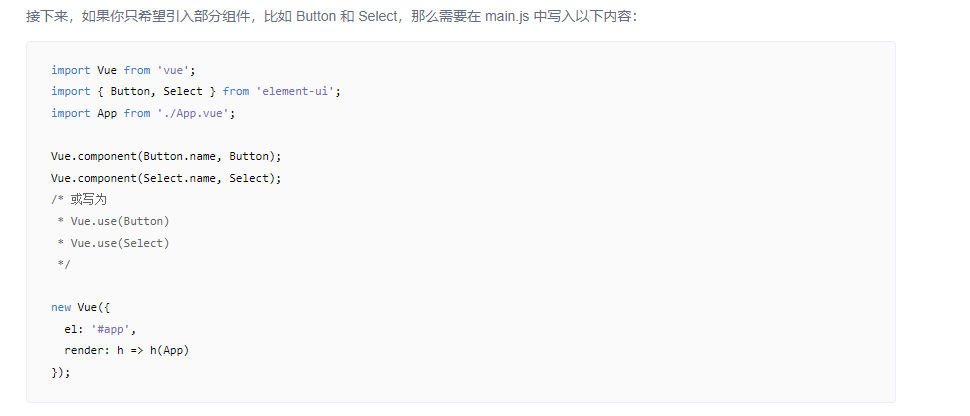 接下来，如果你只希望引入部分组件，比如 Button 和 Select，那么需要在 main.js 中写入以下内容：
import Vue from 'vue';
import { Button, Select } from 'element-ui';
import App from './App.vue';
Vue.component(Button.name, Button);
Vue.component(Select.name, Select);
/* 或写为
 * Vue.use(Button)
 * Vue.use(Select)
 */
new Vue({
  el: '#app',
  render: h => h(App)
});